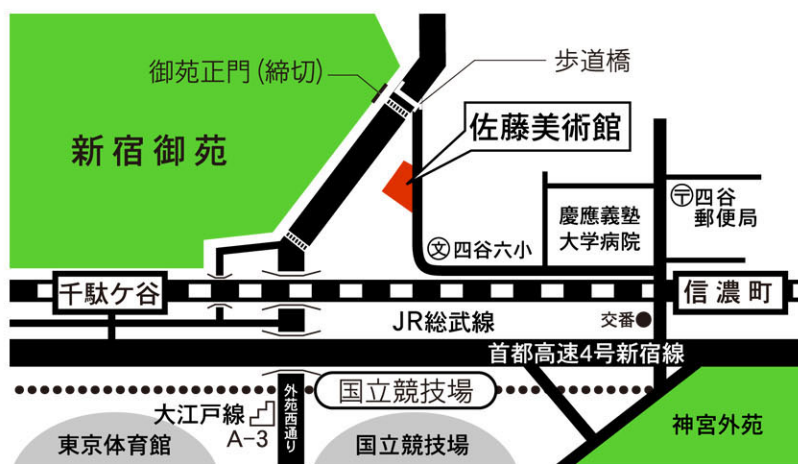 御苑正門(締切)
歩道橋
新宿御苑
佐藤美術館
慶應義塾
大学病院
〒四谷
郵便局
文 四谷六小
千駄ケ谷
信濃町
JR総武線
交番
首都高速4号新宿線
国立競技場
大江戸線
A-3
外苑西通り
東京体育館
国立競技場
神宮外苑